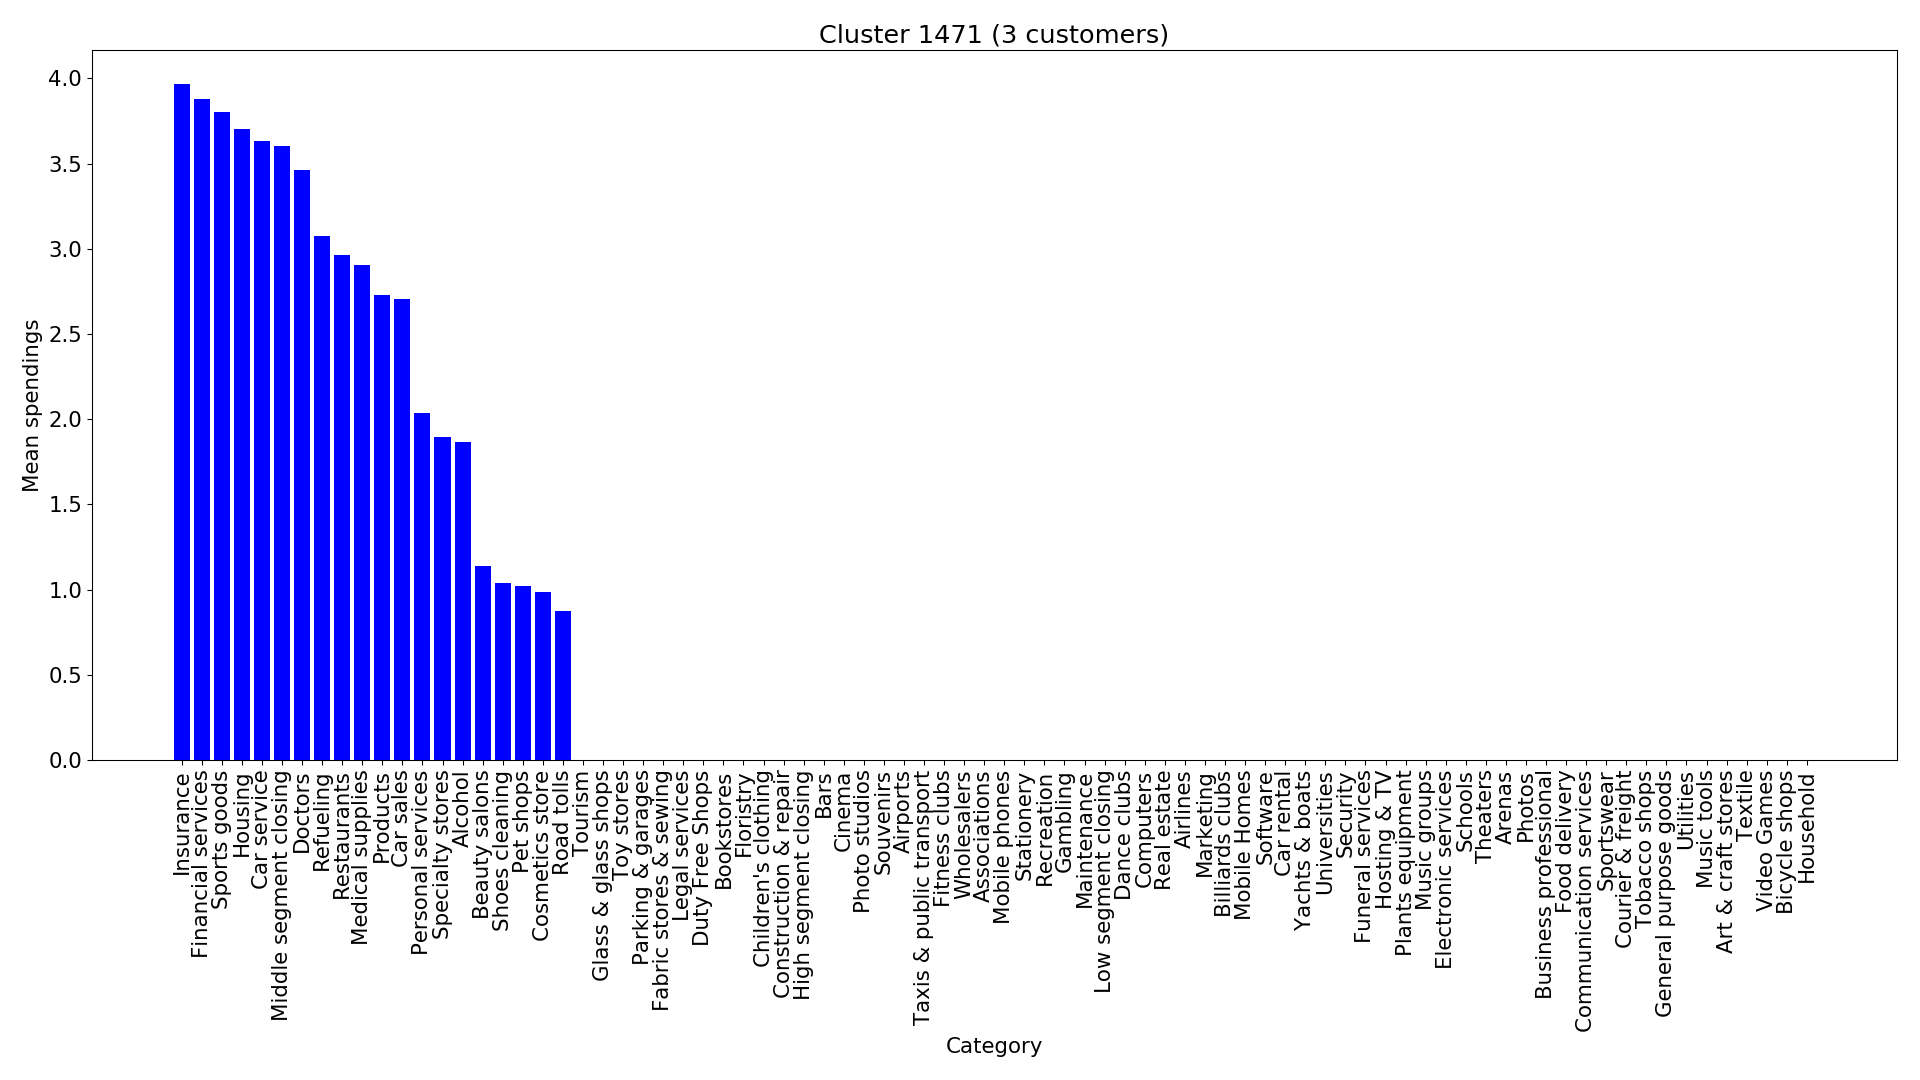 Cluster 1471 (3 customers)
4.0
3.5
3.0
2.5
2.0
1.5
1.0
0.5
0.0
Mean spendings
Insurance
Financial services
Sports goods
Housing
Car service
Middle segment closing
Doctors
Refueling
Restaurants
Medical supplies
Products
Car sales
Personal services
Specialty stores
Alcohol
Beauty salons
Shoes cleaning
Pet shops
Cosmetics store
Road tolls
Tourism
Glass & glass shops
Toy stores
Parking & garages
Fabric stores & sewing
Legal services
Duty Free Shops
Bookstores
Floristry
Children's clothing
Construction & repair
High segment closing
Bars
Cinema
Photo studios
Souvenirs
Airports
Taxis & public transport
Fitness clubs
Wholesalers
Associations
Mobile phones
Stationery
Recreation
Gambling
Maintenance
Low segment closing
Dance clubs
Computers
Real estate
Airlines
Marketing
Billiards clubs
Mobile Homes
Software
Car rental
Yachts & boats
Universities
Security
Funeral services
Hosting & TV
Plants equipment
Music groups
Electronic services
Schools
Theaters
Arenas
Photos
Business professional
Food delivery
Communication services
Sportswear
Courier & freight
Tobacco shops
General purpose goods
Utilities
Music tools
Art & craft stores
Textile
Video Games
Bicycle shops
Household
Category